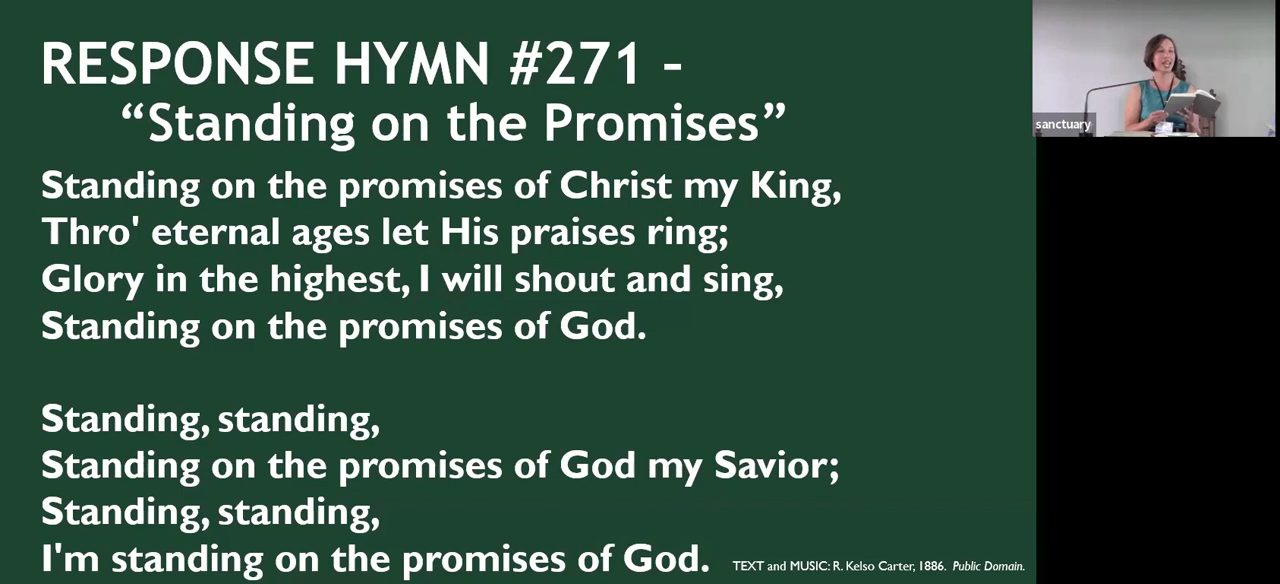 RESPONSE HYMN #271 –
“Standing on the Promises”
Standing on the promises of Christ my King,
Thro' eternal ages let His praises ring;
Glory in the highest, I will shout and sing,
Standing on the promises of God.
Standing, standing,
Standing on the promises of God my Savior;
Standing, standing,
I'm standing on the promises of God.
TEXT and MUSIC: R. Kelso Carter, 1886. Public Domain.
sanctuary